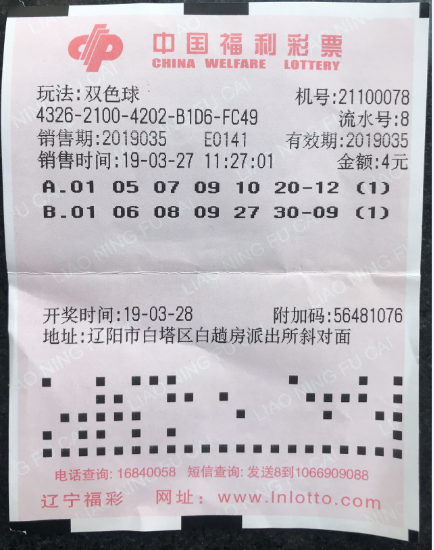 中国福利彩票
CHINA WELFARE LOTTERY
玩法:双色球 机号:21100078
4326-2100-4202-B1D6-FC49 流水号:8
销售期:2019035 E0141 有效期:2019035
销售时间:19-03-27 11:27:01 金额:4元
A.01 05 07 09 10 20-12 (1)
B.01 06 08 09 27 30-09 (1)
开奖时间:19-03-28 附加码:56481076
地址:辽阳市白塔区白趟房派出所斜对面
电话查询:16840058 短信查询:发送8到1066909088
辽宁福彩 网址:www.lnlotto.com
LIAO NING FU CAI